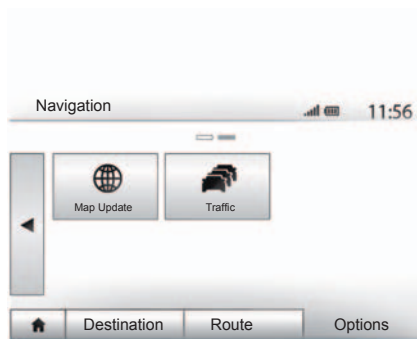 Navigation 11:56
Map Update Traffic
Destination Route Options